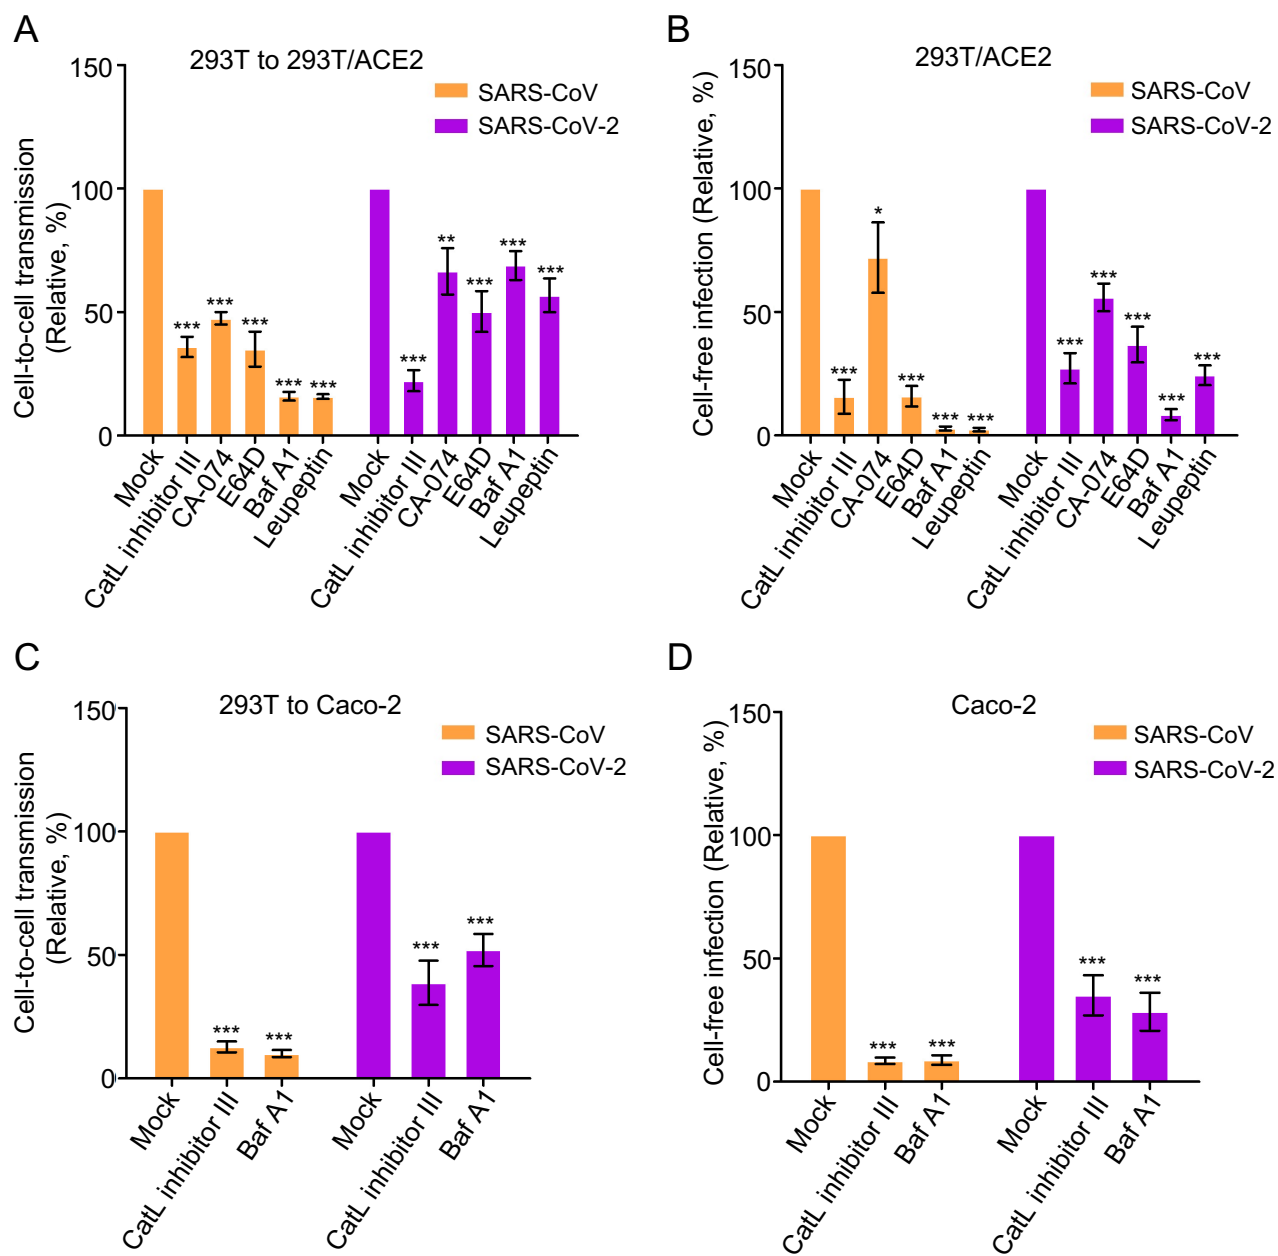 A
293T to 293T/ACE2
Cell-to-cell transmission
(Relative, %)
150
100
50
0
SARS-CoV
SARS-CoV-2
***
***
***
***
***
***
**
***
***
***
Mock
CatL inhibitor III
CA-074
E64D
Baf A1
Leupeptin
Mock
CatL inhibitor III
CA-074
E64D
Baf A1
Leupeptin
B
293T/ACE2
Cell-free infection (Relative, %)
150
100
50
0
SARS-CoV
SARS-CoV-2
***
*
***
***
***
***
***
***
***
***
Mock
CatL inhibitor III
CA-074
E64D
Baf A1
Leupeptin
Mock
CatL inhibitor III
CA-074
E64D
Baf A1
Leupeptin
C
293T to Caco-2
Cell-to-cell transmission
(Relative, %)
150
100
50
0
SARS-CoV
SARS-CoV-2
***
***
***
***
Mock
CatL inhibitor III
Baf A1
Mock
CatL inhibitor III
Baf A1
D
Caco-2
Cell-free infection (Relative, %)
150
100
50
0
SARS-CoV
SARS-CoV-2
***
***
***
***
Mock
CatL inhibitor III
Baf A1
Mock
CatL inhibitor III
Baf A1